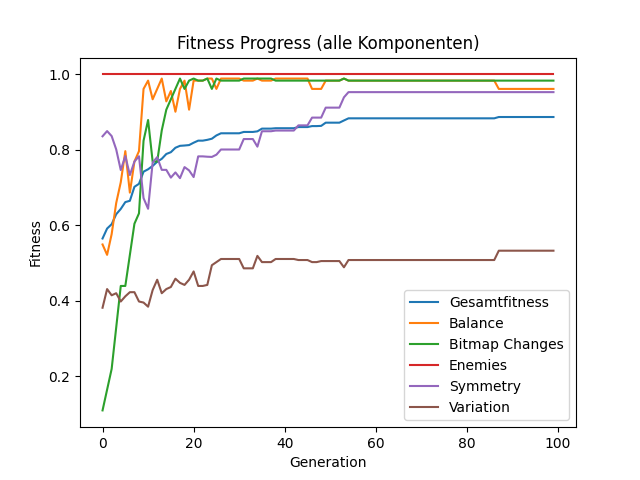 Fitness Progress (alle Komponenten)
1.0
0.8
0.6
0.4
0.2
Fitness
0
20
40
60
80
100
Generation
Gesamtfitness
Balance
Bitmap Changes
Enemies
Symmetry
Variation